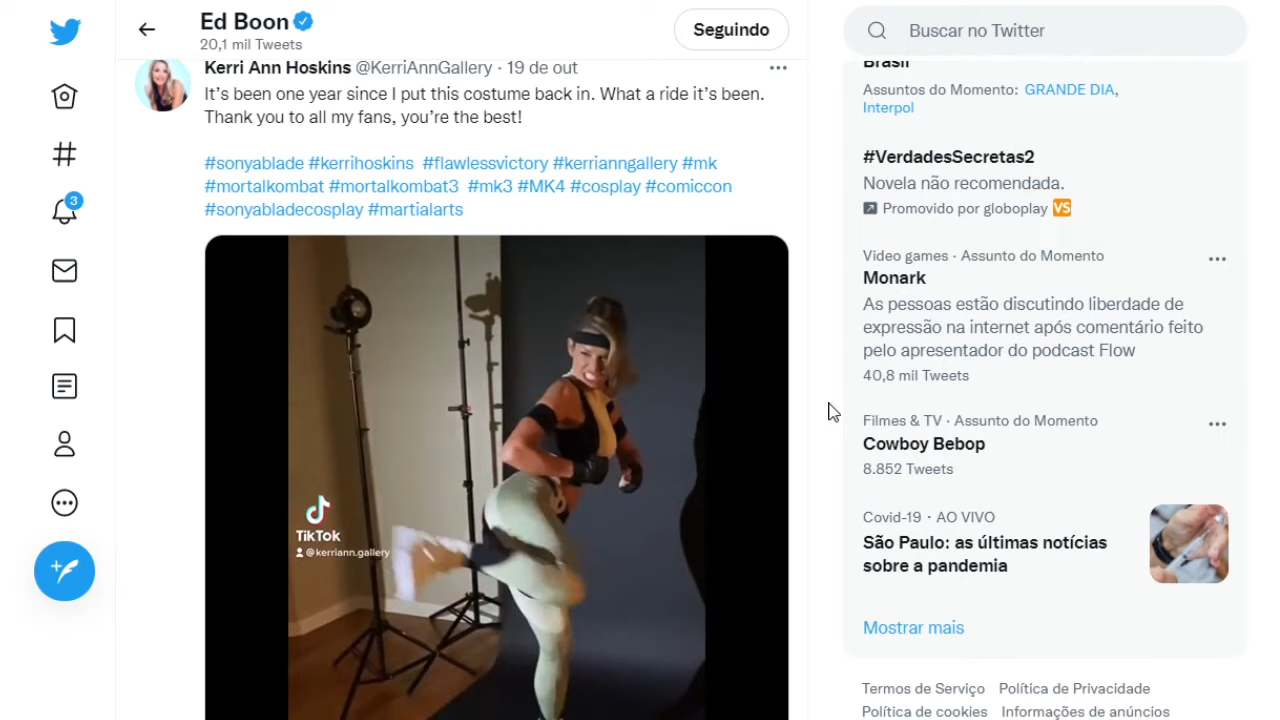 Ed Boon
20,1 mil Tweets
Seguindo
Kerri Ann Hoskins @KerriAnnGallery · 19 de out
It's been one year since I put this costume back in. What a ride it's been.
Thank you to all my fans, you're the best!
#sonyablade #kerrihoskins #flawlessvictory #kerrianngallery #mk
#mortalkombat #mortalkombat3 #mk3 #MK4 #cosplay #comiccon
#sonyabladecosplay #martialarts
TikTok
@kerriann.gallery
3
Buscar no Twitter
Brasil
Assuntos do Momento: GRANDE DIA,
Interpol
#VerdadesSecretas2
Novela não recomendada.
Promovido por globoplay VS
Video games · Assunto do Momento
Monark
As pessoas estão discutindo liberdade de
expressão na internet após comentário feito
pelo apresentador do podcast Flow
40,8 mil Tweets
Filmes & TV · Assunto do Momento
Cowboy Bebop
8.852 Tweets
Covid-19 · AO VIVO
São Paulo: as últimas notícias
sobre a pandemia
Mostrar mais
Termos de Serviço Política de Privacidade
Política de cookies Informações de anúncios